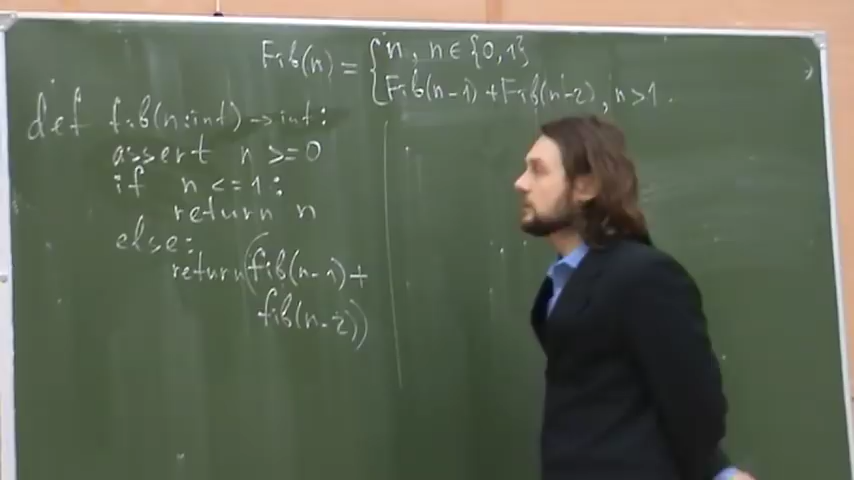 Fib(n) = { n, n ∈ {0, 1}
Fib(n-1) + Fib(n-2), n > 1.
def fib(n:int) -> int:
assert n >= 0
if n <= 1:
return n
else:
return (fib(n-1) +
fib(n-2))